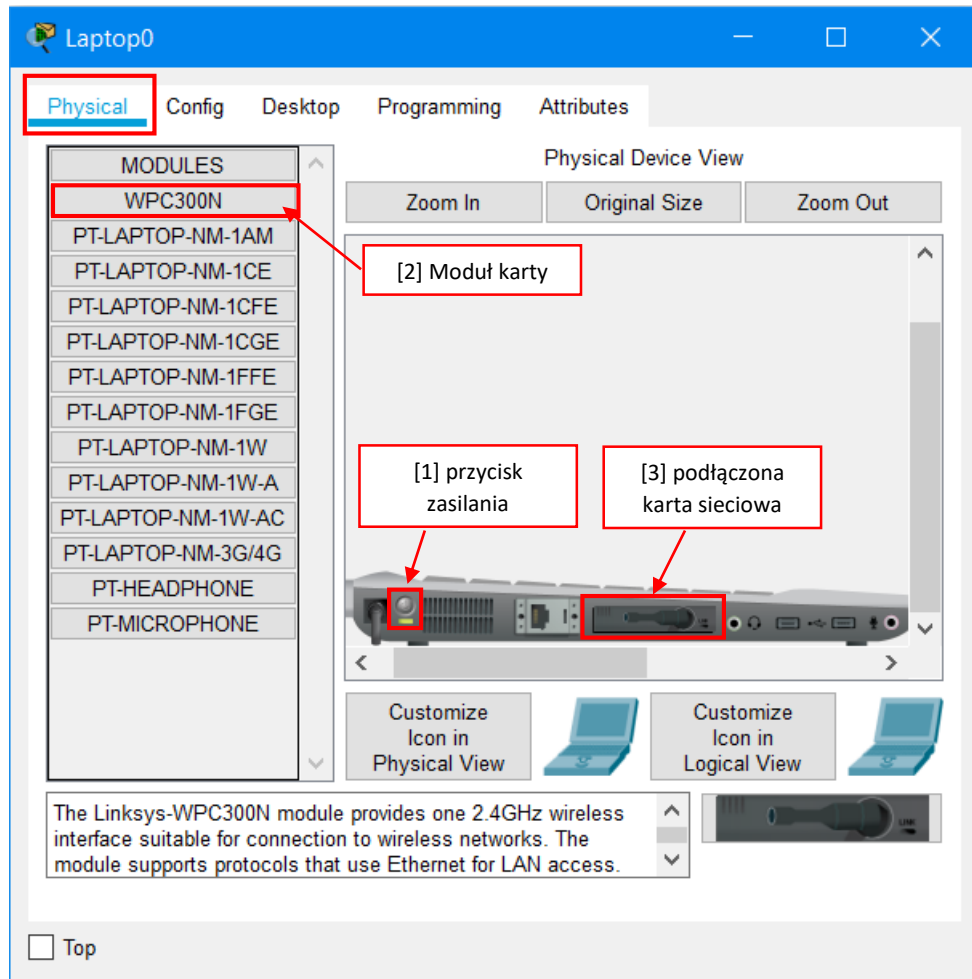 Laptop0
Physical
Config
Desktop
Programming
Attributes
MODULES
WPC300N
PT-LAPTOP-NM-1AM
PT-LAPTOP-NM-1CE
PT-LAPTOP-NM-1CFE
PT-LAPTOP-NM-1CGE
PT-LAPTOP-NM-1FFE
PT-LAPTOP-NM-1FGE
PT-LAPTOP-NM-1W
PT-LAPTOP-NM-1W-A
PT-LAPTOP-NM-1W-AC
PT-LAPTOP-NM-3G/4G
PT-HEADPHONE
PT-MICROPHONE
Physical Device View
Zoom In
Original Size
Zoom Out
[2] Moduł karty
[1] przycisk
zasilania
[3] podłączona
karta sieciowa
Customize
Icon in
Physical View
Customize
Icon in
Logical View
The Linksys-WPC300N module provides one 2.4GHz wireless
interface suitable for connection to wireless networks. The
module supports protocols that use Ethernet for LAN access.
LINK
Top